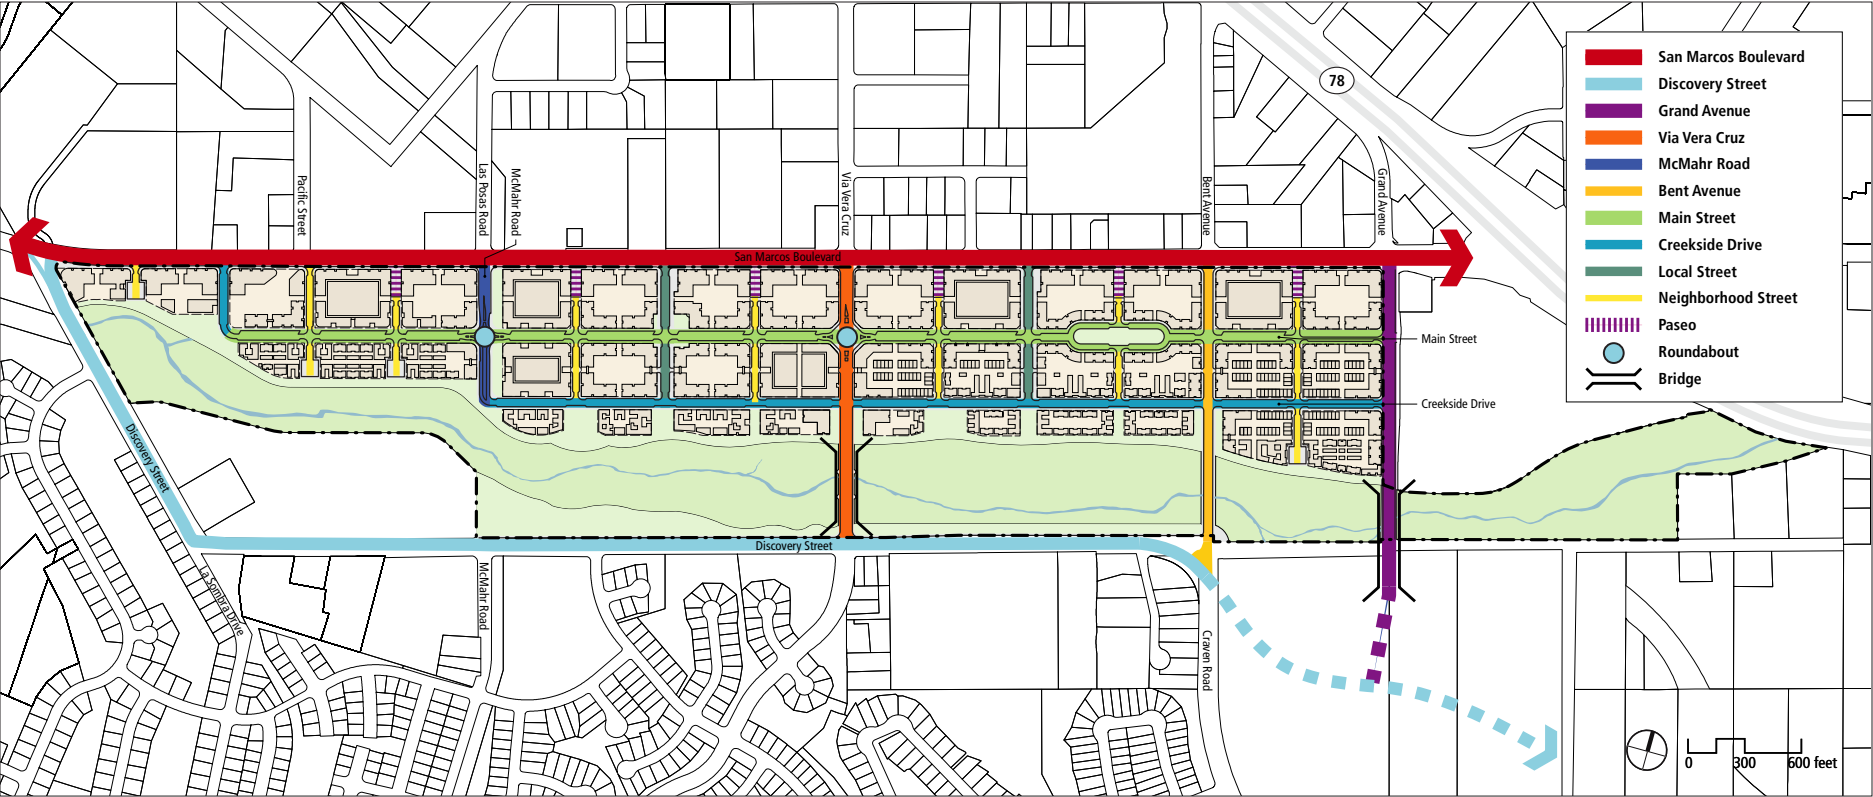 78
San Marcos Boulevard
Discovery Street
Grand Avenue
Via Vera Cruz
McMahr Road
Bent Avenue
Main Street
Creekside Drive
Local Street
Neighborhood Street
Paseo
Roundabout
Bridge
Pacific Street
Las Posas Road
McMahr Road
Via Vera Cruz
Bent Avenue
Grand Avenue
San Marcos Boulevard
Main Street
Creekside Drive
Discovery Street
Discovery Street
La Sombra Drive
McMahr Road
Craven Road
0 300 600 feet